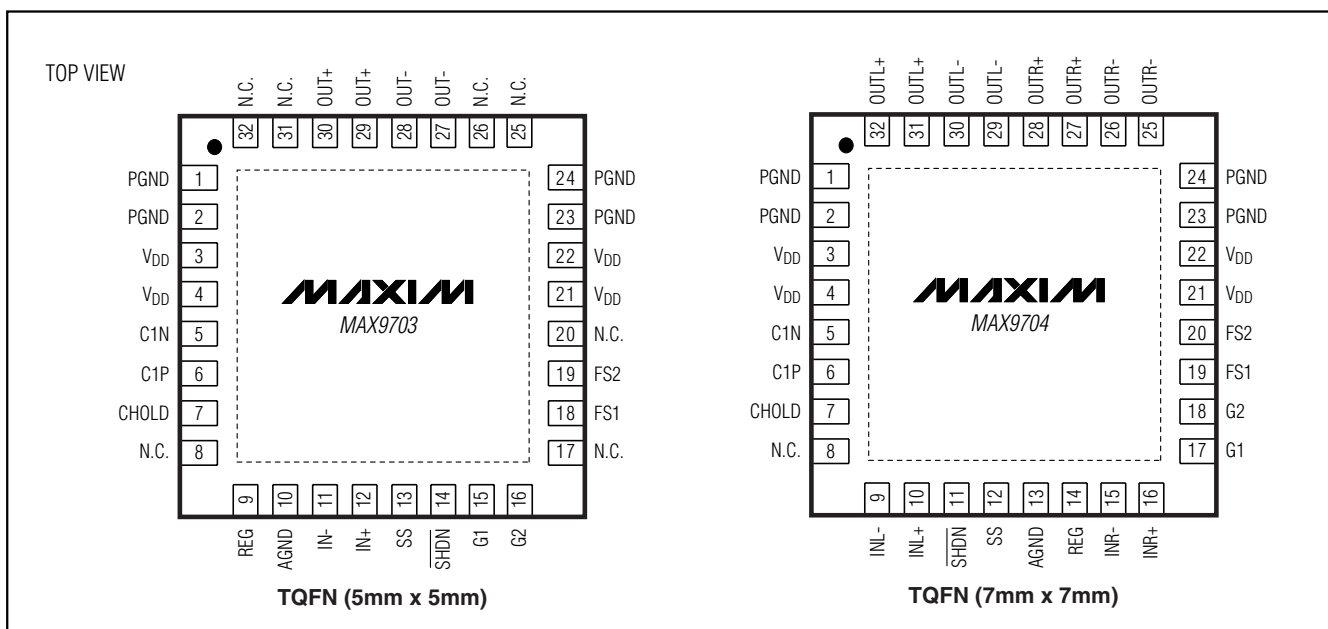 TOP VIEW
N.C. N.C. OUT+ OUT+ OUT- OUT- N.C. N.C.
32 31 30 29 28 27 26 25
PGND 1 24 PGND
PGND 2 23 PGND
VDD 3 22 VDD
VDD 4 21 VDD
C1N 5 20 N.C.
C1P 6 19 FS2
CHOLD 7 18 FS1
N.C. 8 17 N.C.
MAXIM
MAX9703
9 10 11 12 13 14 15 16
REG AGND IN- IN+ SS SHDN G1 G2
TQFN (5mm x 5mm)
OUTL+ OUTL+ OUTL- OUTL- OUTR+ OUTR+ OUTR- OUTR-
32 31 30 29 28 27 26 25
PGND 1 24 PGND
PGND 2 23 PGND
VDD 3 22 VDD
VDD 4 21 VDD
C1N 5 20 FS2
C1P 6 19 FS1
CHOLD 7 18 G2
N.C. 8 17 G1
MAXIM
MAX9704
9 10 11 12 13 14 15 16
INL- INL+ SHDN SS AGND REG INR- INR+
TQFN (7mm x 7mm)